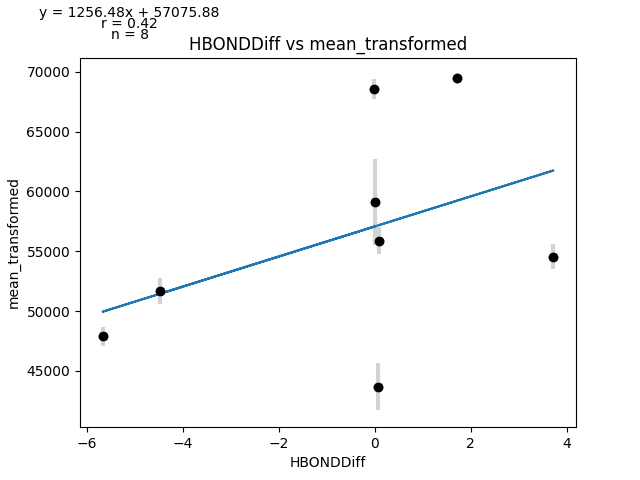 y = 1256.48x + 57075.88
r = 0.42
n = 8
HBONDDiff vs mean_transformed
70000
65000
60000
55000
50000
45000
mean_transformed
−6
−4
−2
0
2
4
HBONDDiff